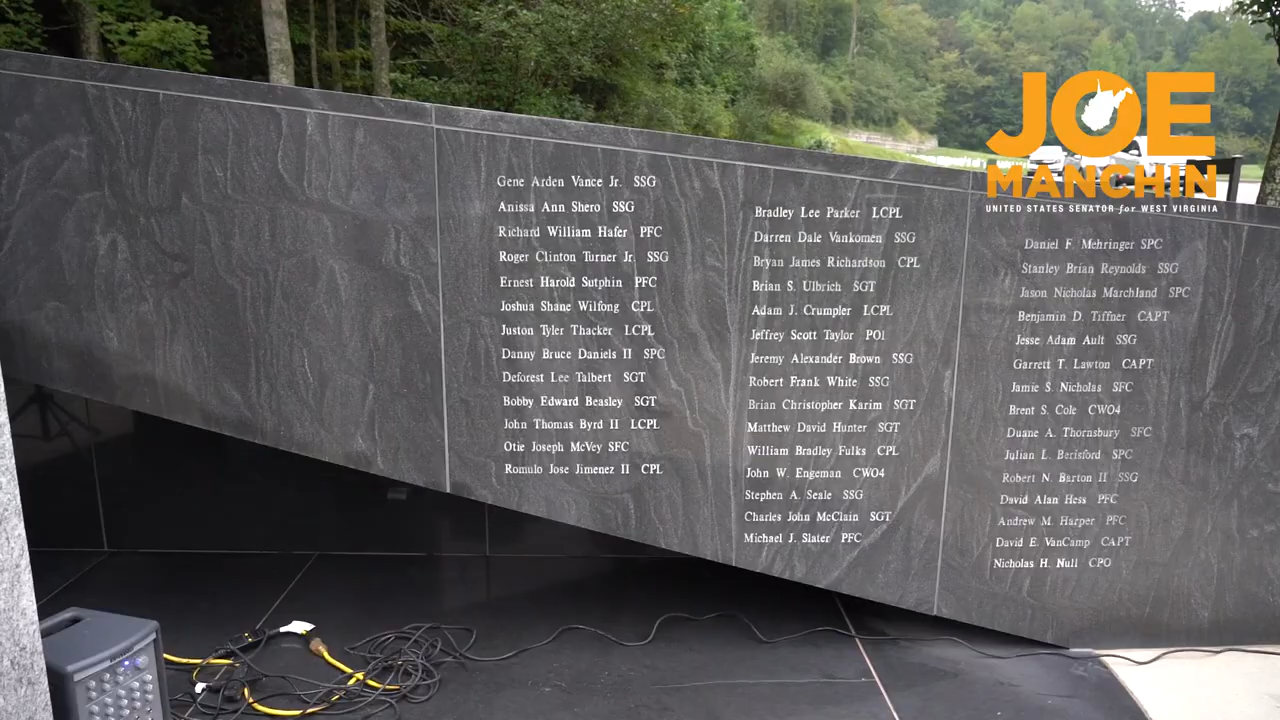 Gene Arden Vance Jr. SSG
Anissa Ann Shero SSG
Richard William Hafer PFC
Roger Clinton Turner Jr. SSG
Ernest Harold Sutphin PFC
Joshua Shane Wilfong CPL
Juston Tyler Thacker LCPL
Danny Bruce Daniels II SPC
Deforest Lee Talbert SGT
Bobby Edward Beasley SGT
John Thomas Byrd II LCPL
Otie Joseph McVey SFC
Romulo Jose Jimenez II CPL
Bradley Lee Parker LCPL
Darren Dale Vankomen SSG
Bryan James Richardson CPL
Brian S. Ulbrich SGT
Adam J. Crumpler LCPL
Jeffrey Scott Taylor PO1
Jeremy Alexander Brown SSG
Robert Frank White SSG
Brian Christopher Karim SGT
Matthew David Hunter SGT
William Bradley Fulks CPL
John W. Engeman CWO4
Stephen A. Seale SSG
Charles John McClain SGT
Michael J. Slater PFC
Daniel F. Mehringer SPC
Stanley Brian Reynolds SSG
Jason Nicholas Marchland SPC
Benjamin D. Tiffner CAPT
Jesse Adam Ault SSG
Garrett T. Lawton CAPT
Jamie S. Nicholas SFC
Brent S. Cole CWO4
Duane A. Thornsbury SFC
Julian L. Berisford SPC
Robert N. Barton II SSG
David Alan Hess PFC
Andrew M. Harper PFC
David E. VanCamp CAPT
Nicholas H. Null CPO
JOE
MANCHIN
UNITED STATES SENATOR for WEST VIRGINIA